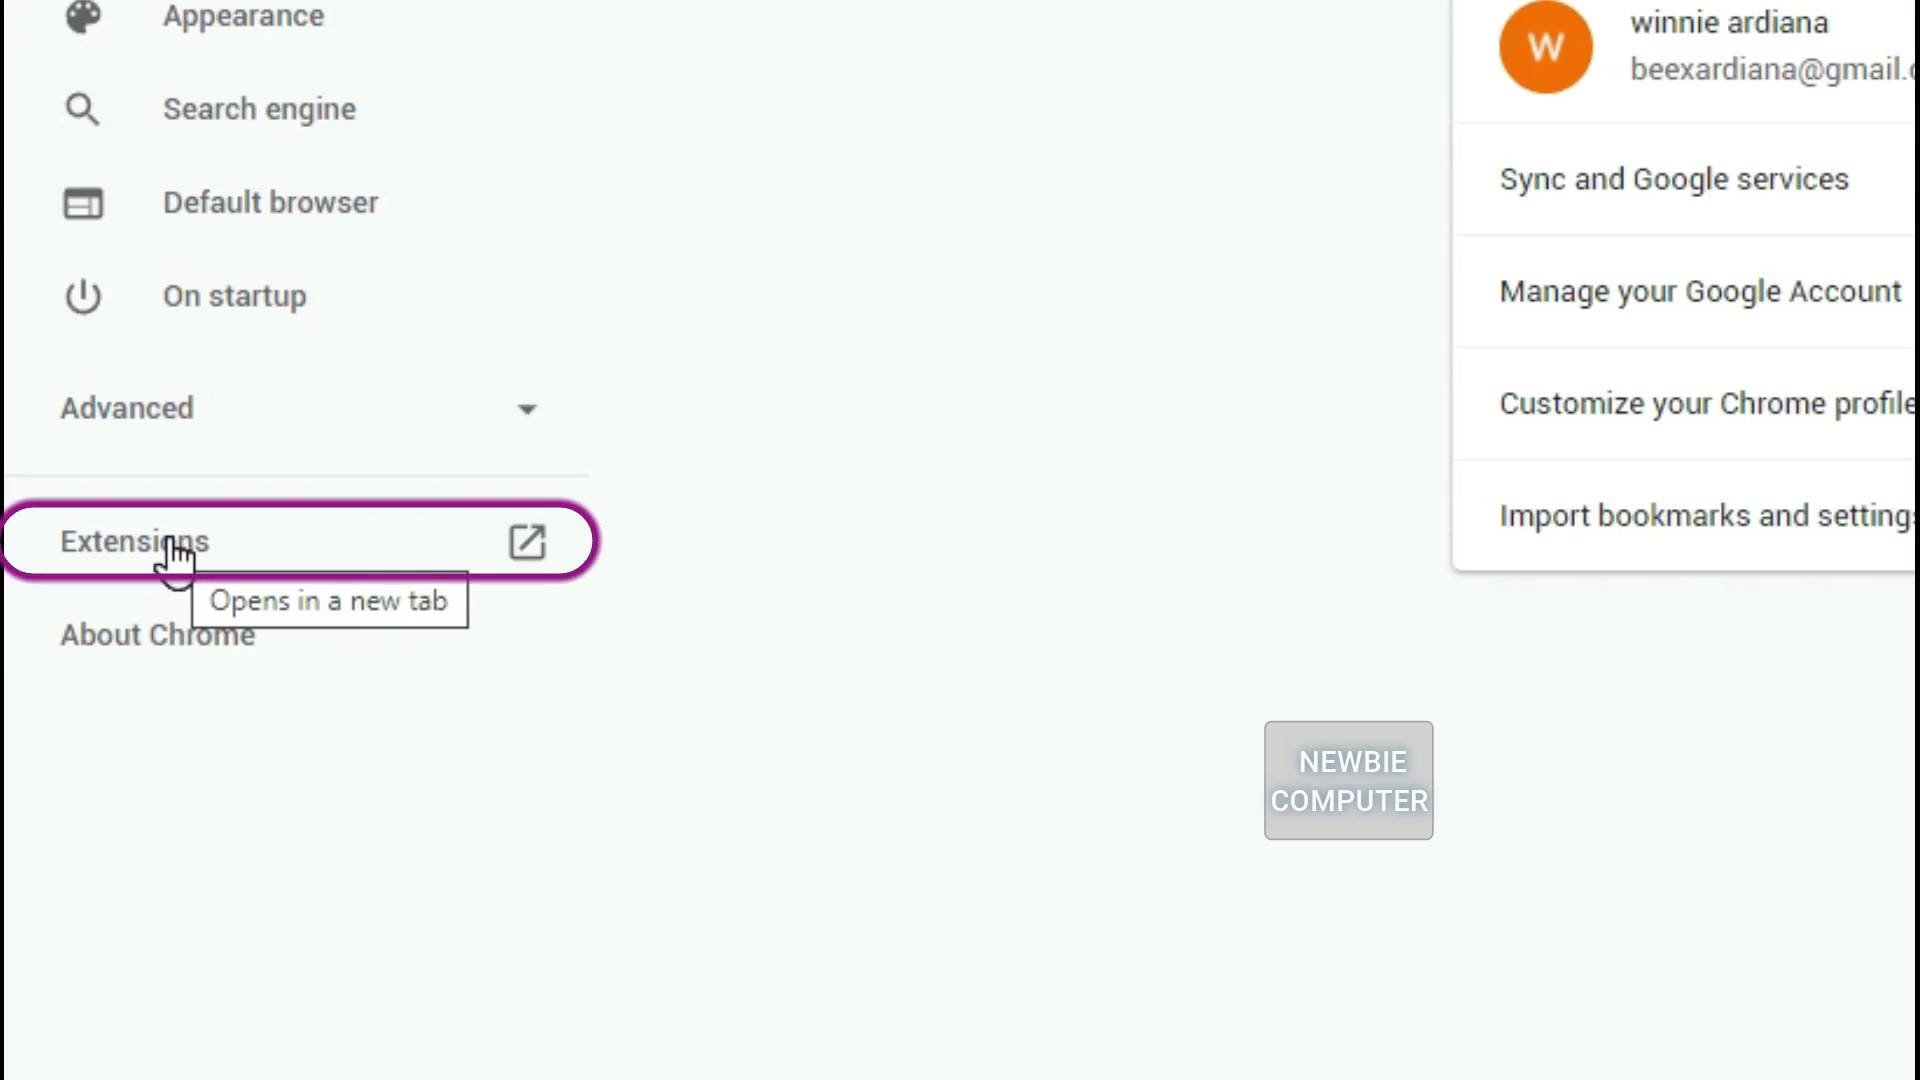 Appearance
Search engine
Default browser
On startup
Advanced
Extensions
Opens in a new tab
About Chrome
W
winnie ardiana
beexardiana@gmail.
Sync and Google services
Manage your Google Account
Customize your Chrome profile
Import bookmarks and settings
NEWBIE
COMPUTER